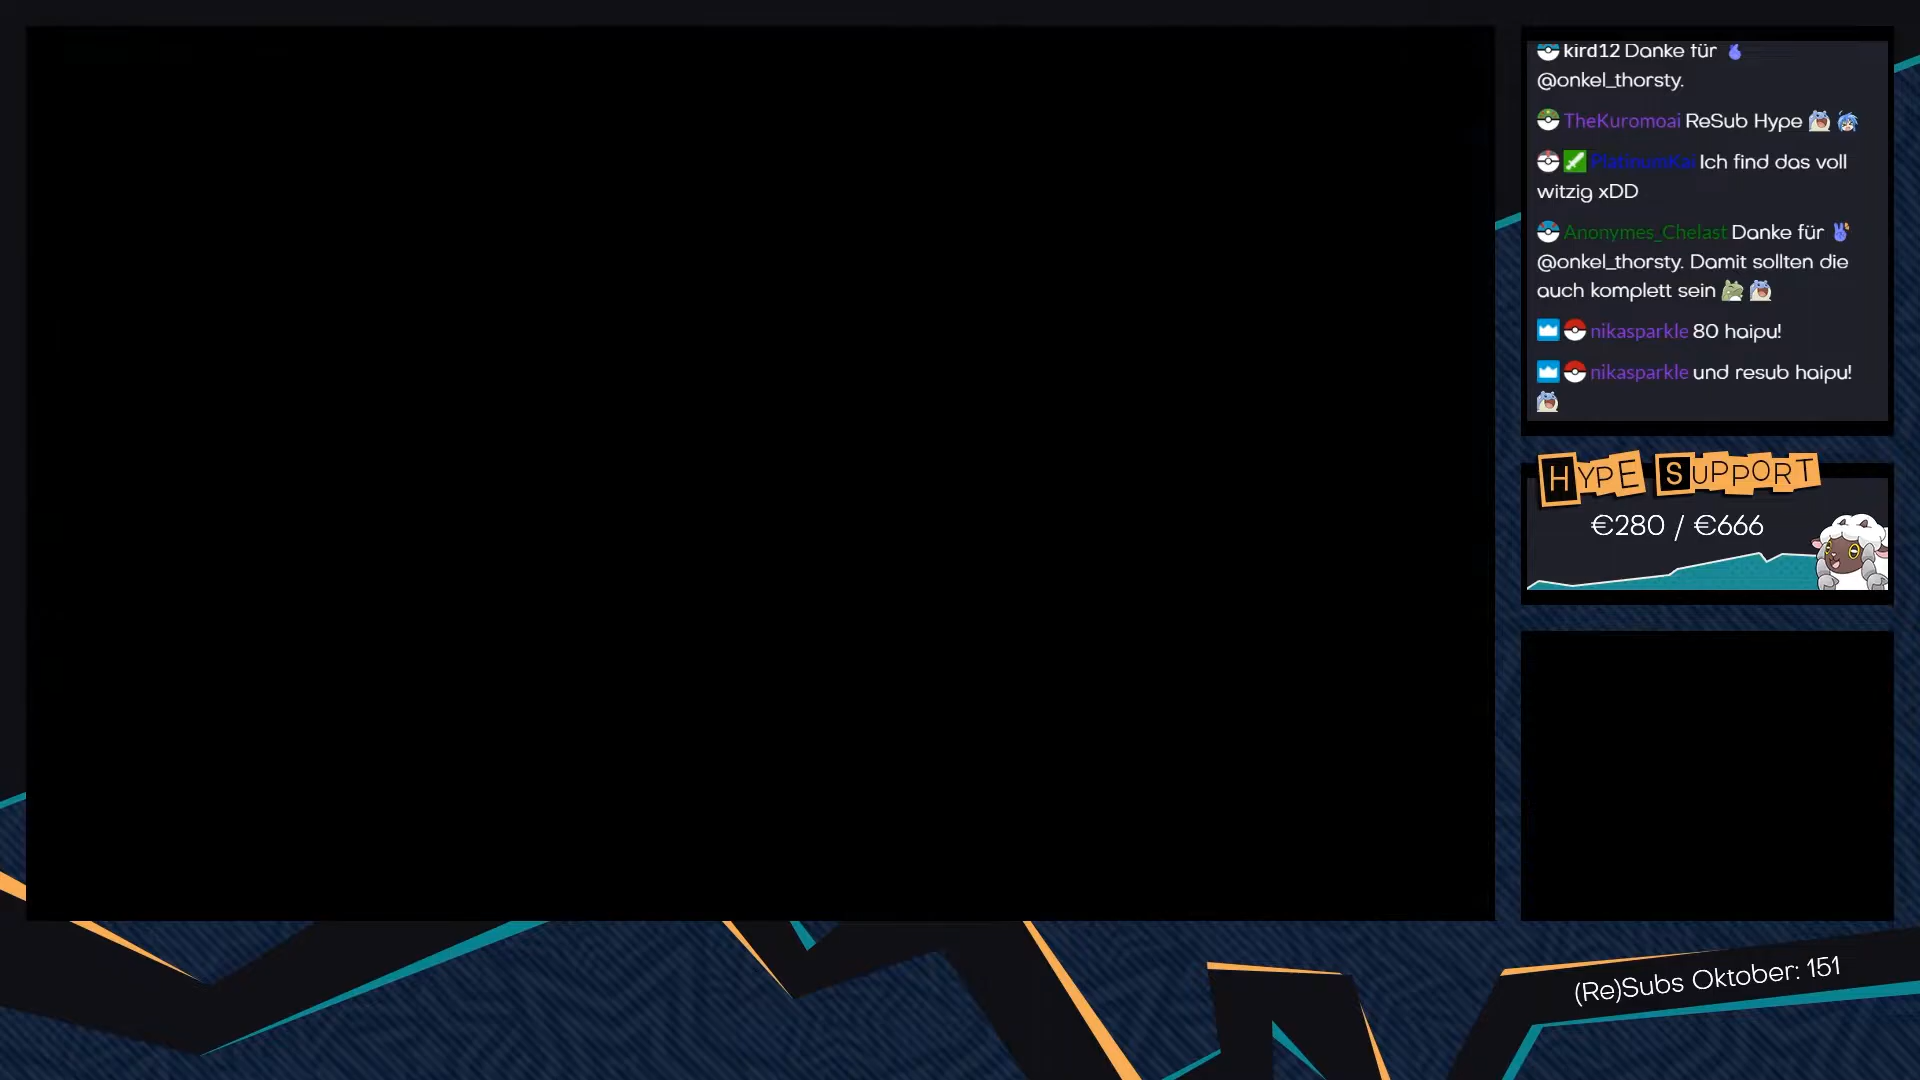 kird12 Danke für
@onkel_thorsty.
TheKuromoai ReSub Hype
PlatinumKai Ich find das voll
witzig xDD
Anonymes_Chelast Danke für
@onkel_thorsty. Damit sollten die
auch komplett sein
nikasparkle 80 haipu!
nikasparkle und resub haipu!
HYPE SUPPORT
€280 / €666
(Re)Subs Oktober: 151